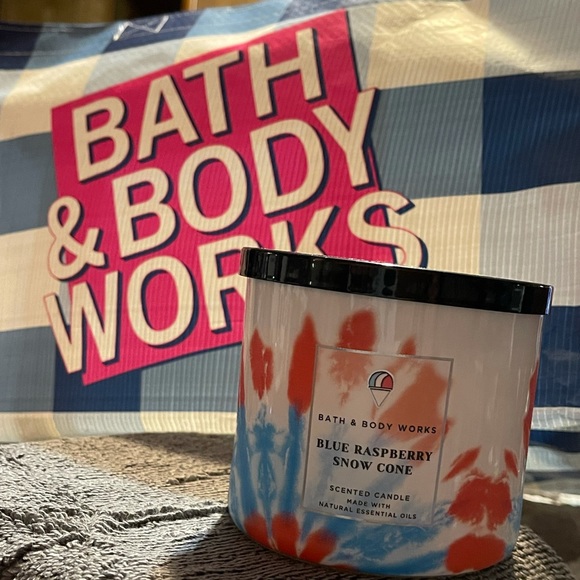 BATH
& BODY
WORKS
BATH & BODY WORKS
BLUE RASPBERRY
SNOW CONE
SCENTED CANDLE
MADE WITH
NATURAL ESSENTIAL OILS